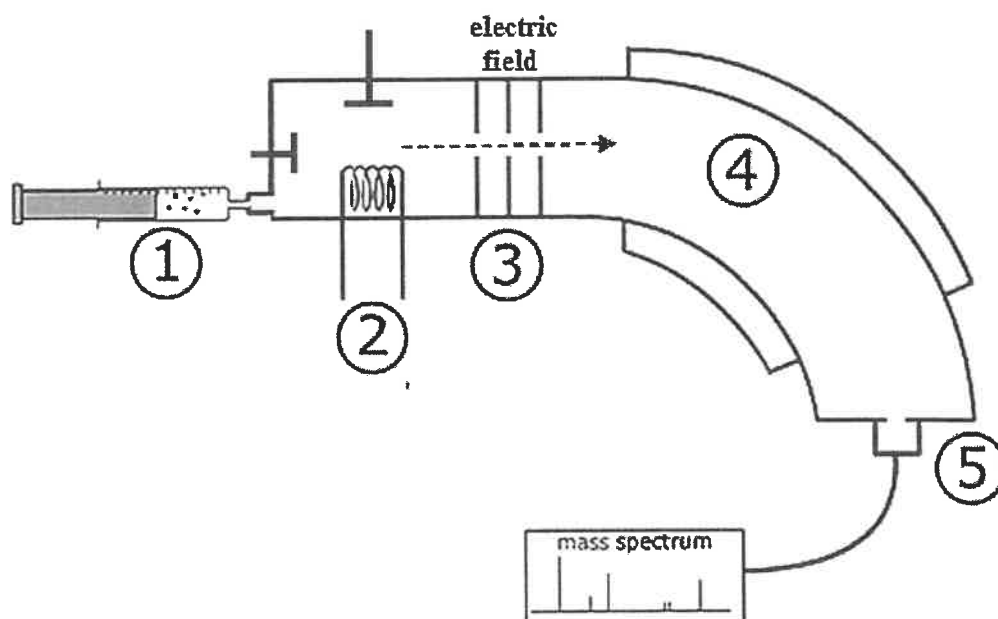 electric
field
④
①
③
②
⑤
mass spectrum